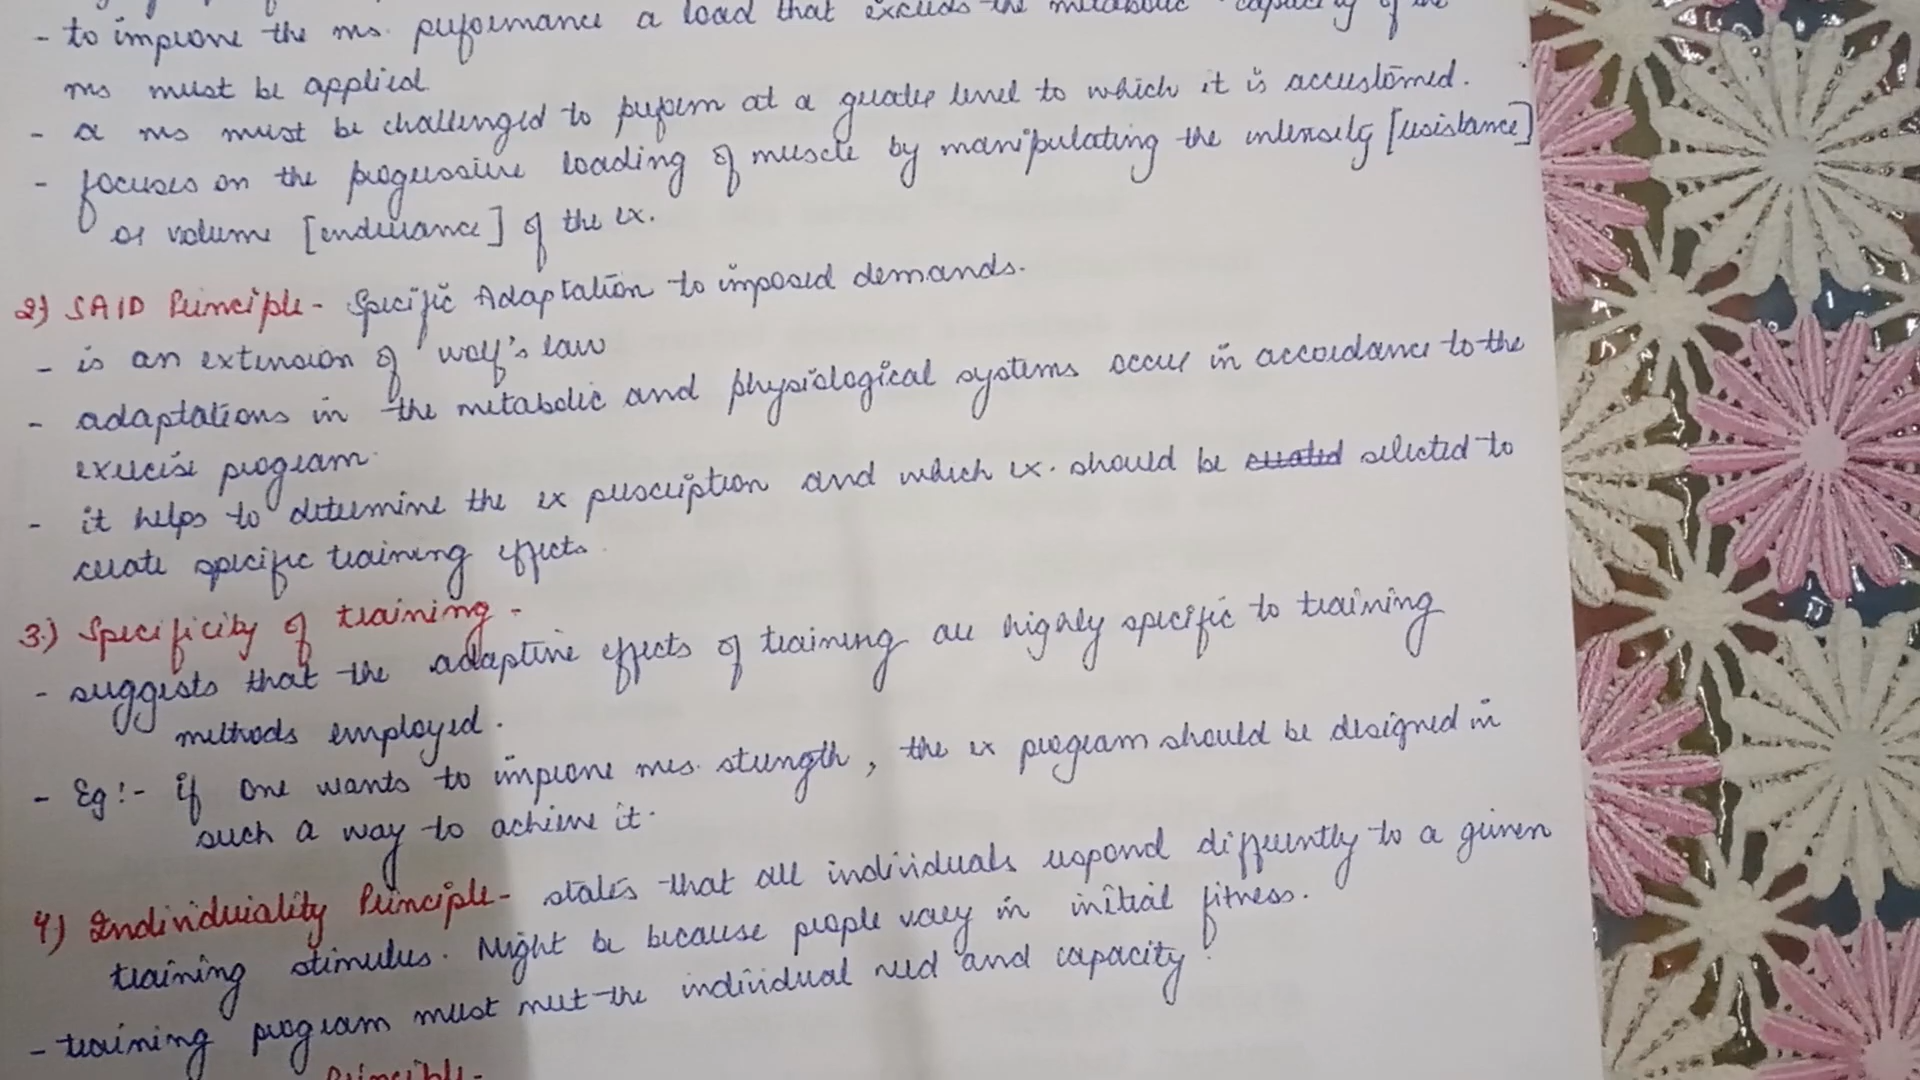 - to improve the ms. performance a load that exceeds the metabolic capacity of the
ms must be applied
- a ms must be challenged to perform at a greater level to which it is accustomed.
- focuses on the progressive loading of muscle by manipulating the intensity [resistance]
or volume [endurance] of the ex.
2) SAID Principle - Specific Adaptation to imposed demands.
- is an extension of wolf's law
- adaptations in the metabolic and physiological systems occur in accordance to the
exercise program.
- it helps to determine the ex prescription and which ex. should be created selected to
create specific training effects.
3.) Specificity of training -
- suggests that the adaptive effects of training are highly specific to training
methods employed.
- Eg:- if one wants to improve mus. strength, the ex program should be designed in
such a way to achieve it.
4) Individuality Principle - states that all individuals respond differently to a given
training stimulus. Might be because people vary in initial fitness.
- training program must meet the individual need and capacity.
Principle -